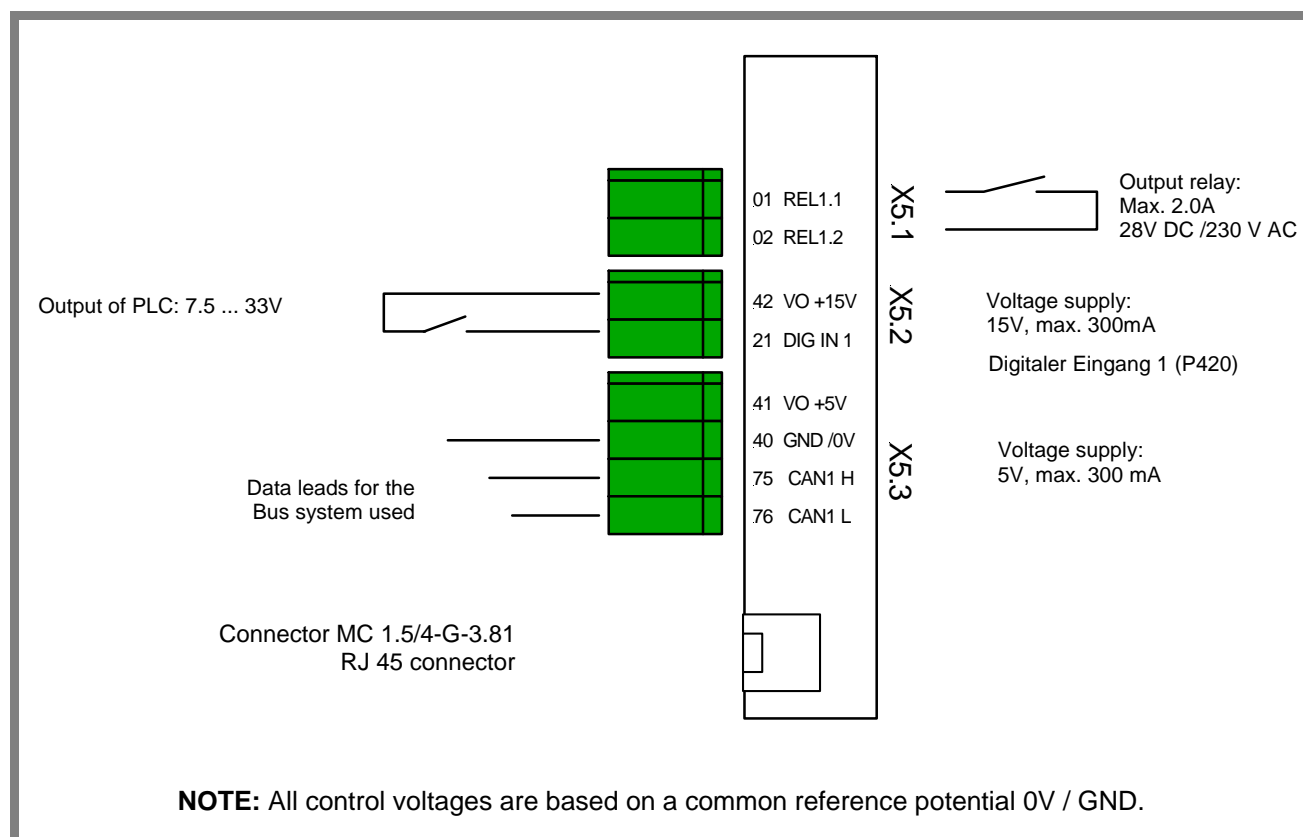 01 REL1.1
02 REL1.2
X5.1
Output relay:
Max. 2.0A
28V DC /230 V AC
Output of PLC: 7.5 ... 33V
42 VO +15V
21 DIG IN 1
X5.2
Voltage supply:
15V, max. 300mA
Digitaler Eingang 1 (P420)
41 VO +5V
40 GND /0V
75 CAN1 H
76 CAN1 L
X5.3
Voltage supply:
5V, max. 300 mA
Data leads for the
Bus system used
Connector MC 1.5/4-G-3.81
RJ 45 connector
NOTE: All control voltages are based on a common reference potential 0V / GND.